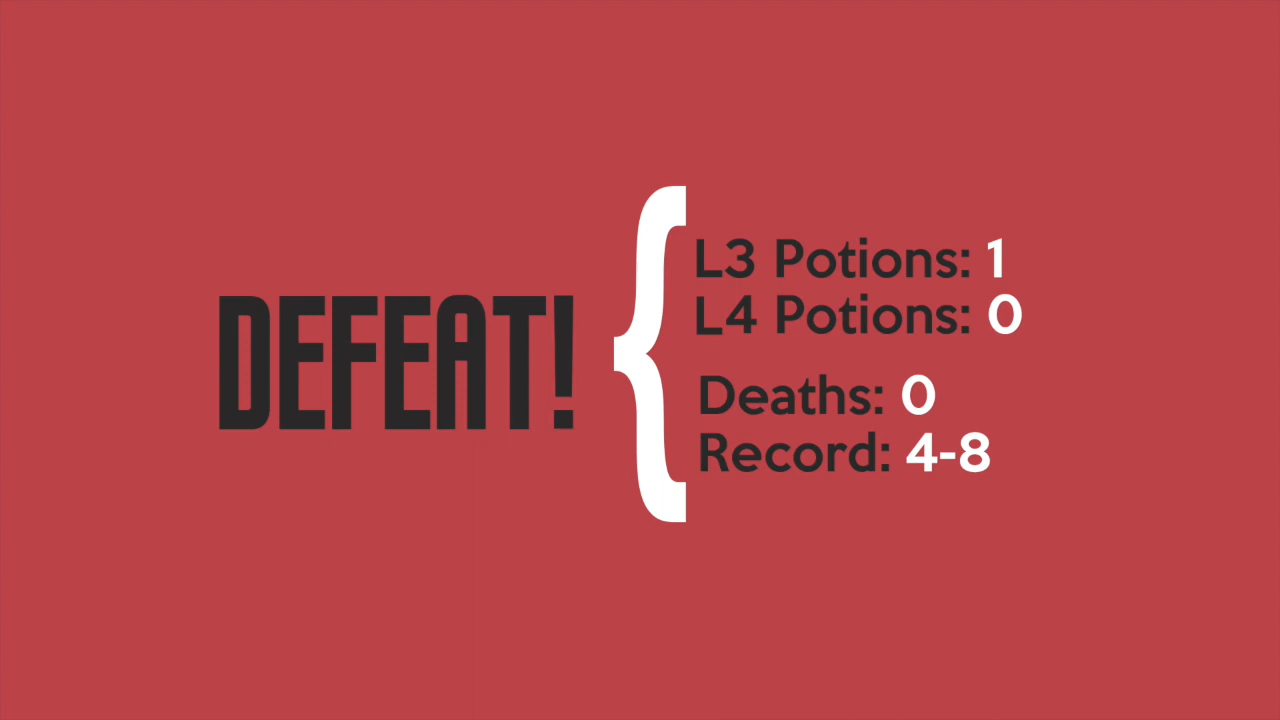 DEFEAT!
L3 Potions: 1
L4 Potions: 0
Deaths: 0
Record: 4-8